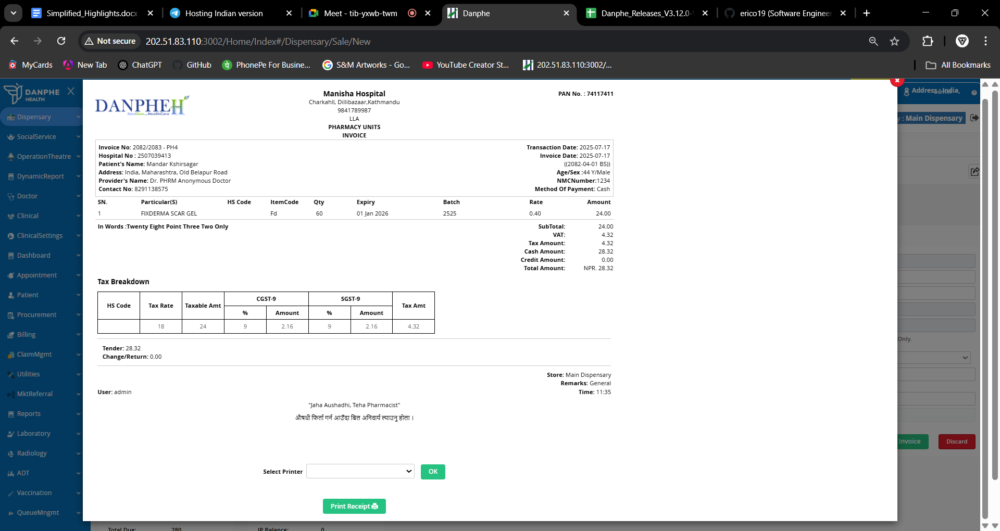 Simplified_Highlights.docx
Hosting Indian version
Meet - tib-yxwb-twm
Danphe
Danphe_Releases_V3.12.0-
erico19 (Software Enginee
Not secure
202.51.83.110:3002/Home/Index#/Dispensary/Sale/New
MyCards
New Tab
ChatGPT
GitHub
PhonePe For Busine...
S&M Artworks - Go...
YouTube Creator St...
202.51.83.110:3002/...
All Bookmarks
DANPHE
HEALTH
Dispensary
SocialService
OperationTheatre
DynamicReport
Doctor
Clinical
ClinicalSettings
Dashboard
Appointment
Patient
Procurement
Billing
ClaimMgmt
Utilities
MktReferral
Reports
Laboratory
Radiology
ADT
Vaccination
QueueMngmt
DANPHEH
NextGen... HealthCare
Manisha Hospital
Charkahll, Dillibazaar,Kathmandu
9841789987
LLA
PHARMACY UNITS
INVOICE
PAN No. : 74117411
Invoice No: 2082/2083 - PH4
Hospital No : 2507039413
Patient's Name: Mandar Kshirsagar
Address: India, Maharashtra, Old Belapur Road
Provider's Name: Dr. PHRM Anonymous Doctor
Contact No: 8291138575
Transaction Date: 2025-07-17
Invoice Date: 2025-07-17
((2082-04-01 BS))
Age/Sex :44 Y/Male
NMCNumber:1234
Method Of Payment: Cash
SN. Particular(S) HS Code ItemCode Qty Expiry Batch Rate Amount
1 FIXDERMA SCAR GEL Fd 60 01 Jan 2026 2525 0.40 24.00
In Words :Twenty Eight Point Three Two Only
SubTotal: 24.00
VAT: 4.32
Tax Amount: 4.32
Cash Amount: 28.32
Credit Amount: 0.00
Total Amount: NPR. 28.32
Tax Breakdown
HS Code Tax Rate Taxable Amt CGST-9 SGST-9 Tax Amt
% Amount % Amount
18 24 9 2.16 9 2.16 4.32
Tender: 28.32
Change/Return: 0.00
Store: Main Dispensary
Remarks: General
User: admin
Time: 11:35
"Jaha Aushadhi, Teha Pharmacist"
औषधी फिर्ता गर्न आउँदा बिल अनिवार्य ल्याउनु होला ।
Select Printer
OK
Print Receipt
Address: India,
y : Main Dispensary
Only.
Invoice
Discard
Total Due: 280
IP Balance: 0